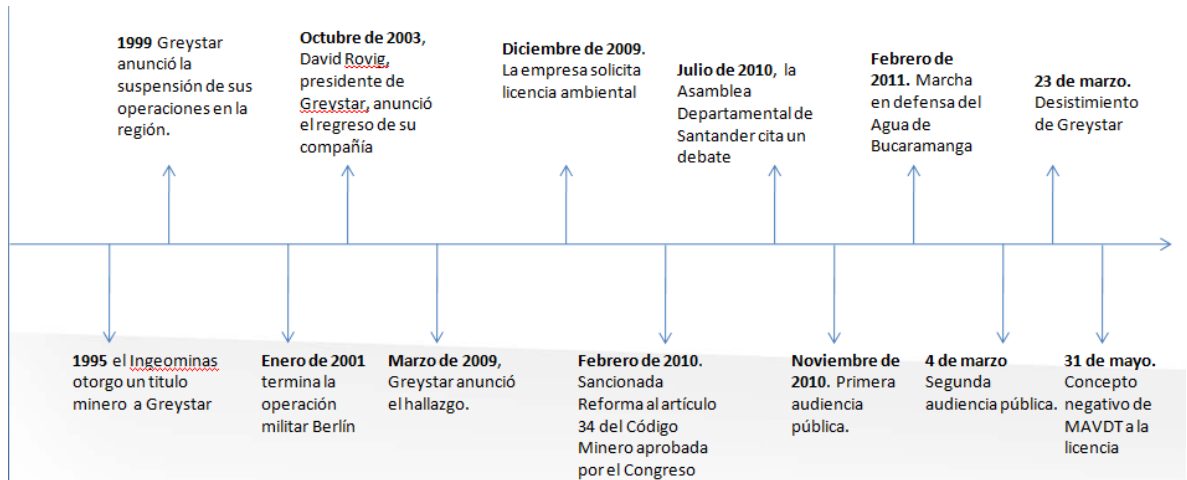 1999 Greystar
anunció la
suspensión de sus
operaciones en la
región.
Octubre de 2003,
David Rovig,
presidente de
Greystar, anunció
el regreso de su
compañía
Diciembre de 2009.
La empresa solicita
licencia ambiental
Julio de 2010, la
Asamblea
Departamental de
Santander cita un
debate
Febrero de
2011. Marcha
en defensa del
Agua de
Bucaramanga
23 de marzo.
Desistimiento
de Greystar
1995 el Ingeominas
otorgo un titulo
minero a Greystar
Enero de 2001
termina la
operación
militar Berlín
Marzo de 2009,
Greystar anunció
el hallazgo.
Febrero de 2010.
Sancionada
Reforma al artículo
34 del Código
Minero aprobada
por el Congreso
Noviembre de
2010. Primera
audiencia
pública.
4 de marzo
Segunda
audiencia pública.
31 de mayo.
Concepto
negativo de
MAVDT a la
licencia